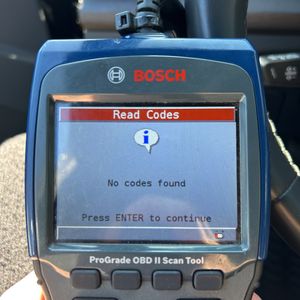 BOSCH
Read Codes
i
No codes found
Press ENTER to continue
ProGrade OBD II Scan Tool